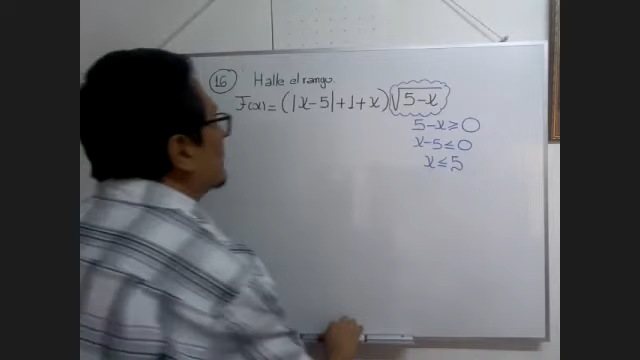 16 Halle el rango.
F(x) = (|x-5|+1+x)√5-x
5-x ≥ 0
x-5 ≤ 0
x ≤ 5